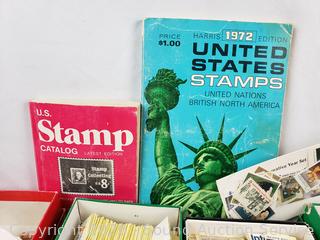 PRICE
$1.00
HARRIS 1972 EDITION
UNITED
STATES
STAMPS
UNITED NATIONS
BRITISH NORTH AMERICA
U.S.
Stamp
CATALOG LATEST EDITION
Stamp
Collecting
8¢